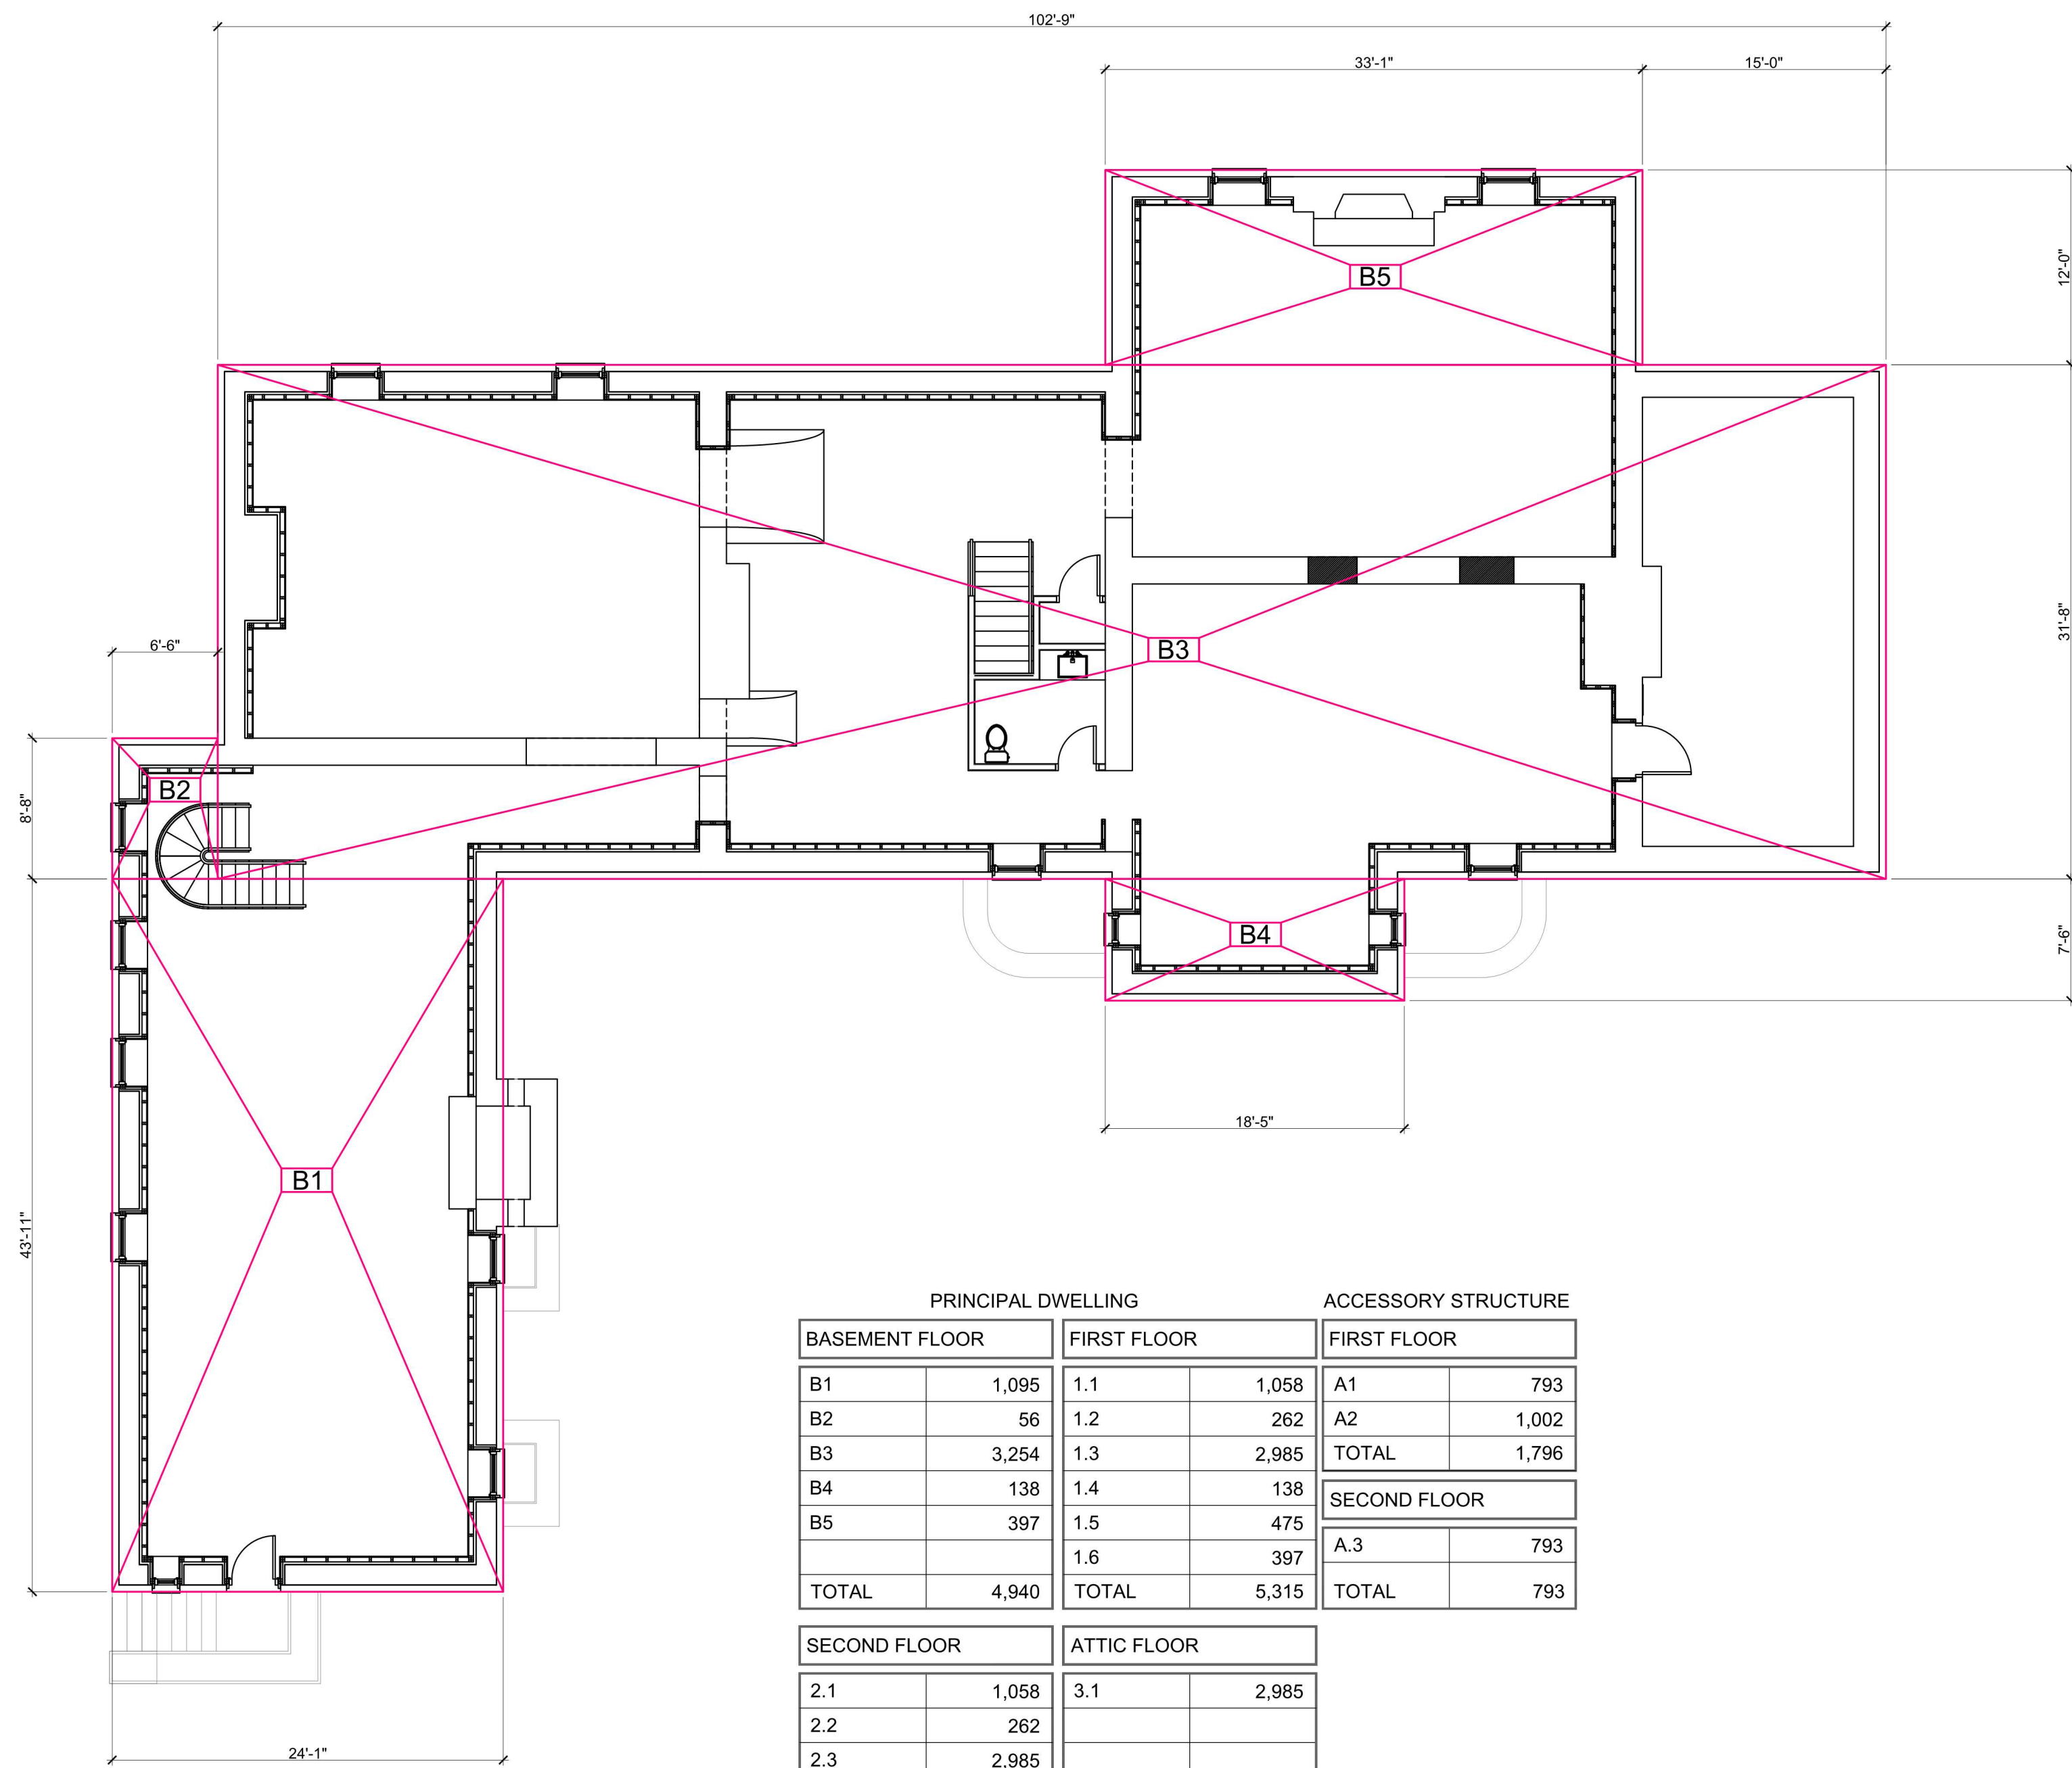 102'-9"
33'-1" 15'-0"
12'-0"
B5
31'-8"
6'-6"
B3
B2
8'-8"
B4
7'-6"
18'-5"
B1
43'-11"
24'-1"
PRINCIPAL DWELLING ACCESSORY STRUCTURE
BASEMENT FLOOR FIRST FLOOR FIRST FLOOR
B1 1,095 1.1 1,058 A1 793
B2 56 1.2 262 A2 1,002
B3 3,254 1.3 2,985 TOTAL 1,796
B4 138 1.4 138 SECOND FLOOR
B5 397 1.5 475 A.3 793
1.6 397
TOTAL 4,940 TOTAL 5,315 TOTAL 793
SECOND FLOOR ATTIC FLOOR
2.1 1,058 3.1 2,985
2.2 262
2.3 2,985